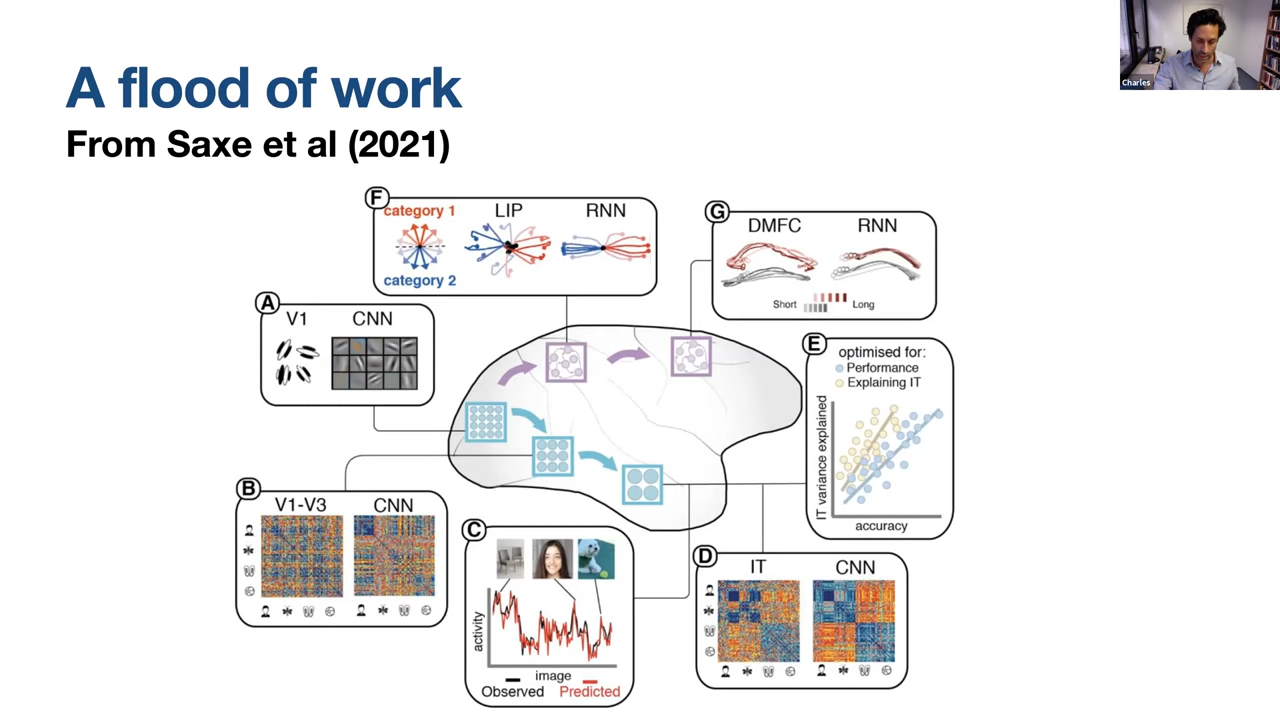 A flood of work
From Saxe et al (2021)
Charles
F
category 1
LIP
RNN
category 2
G
DMFC
RNN
Short
Long
A
V1
CNN
E
optimised for:
Performance
Explaining IT
IT variance explained
accuracy
B
V1-V3
CNN
C
activity
image
Observed
Predicted
D
IT
CNN